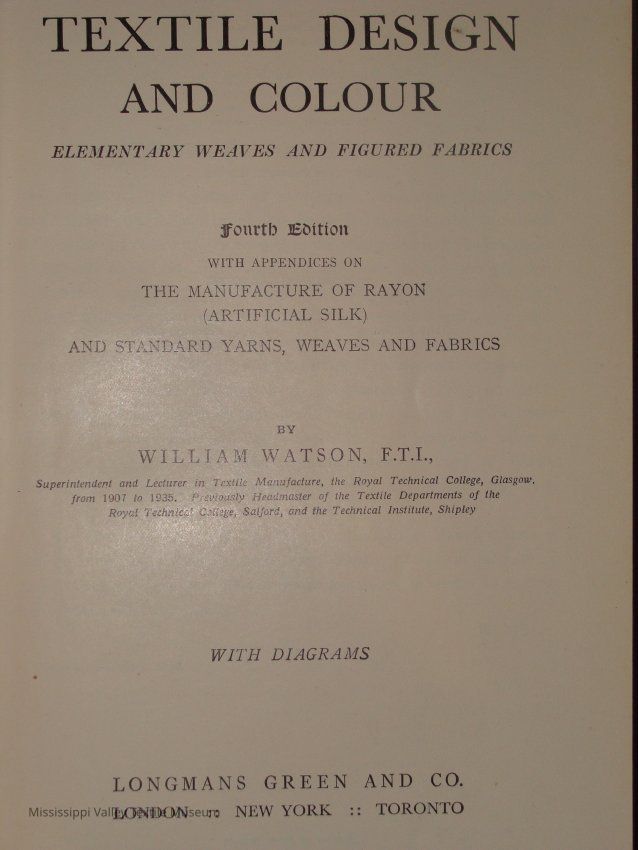 TEXTILE DESIGN
AND COLOUR
ELEMENTARY WEAVES AND FIGURED FABRICS
Fourth Edition
WITH APPENDICES ON
THE MANUFACTURE OF RAYON
(ARTIFICIAL SILK)
AND STANDARD YARNS, WEAVES AND FABRICS
BY
WILLIAM WATSON, F.T.I.,
Superintendent and Lecturer in Textile Manufacture, the Royal Technical College, Glasgow,
from 1907 to 1935. Previously Headmaster of the Textile Departments of the
Royal Technical College, Salford, and the Technical Institute, Shipley
WITH DIAGRAMS
LONGMANS GREEN AND CO.
LONDON :: NEW YORK :: TORONTO
Mississippi Valley Textile Museum